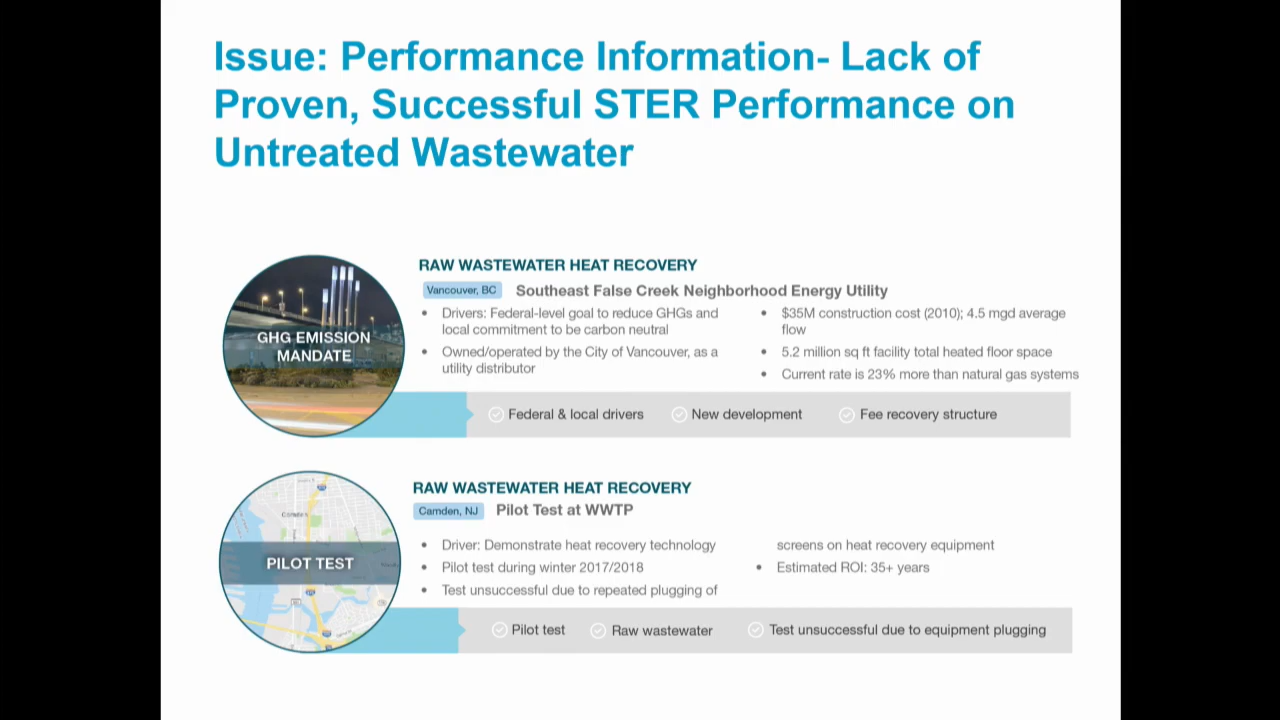 Issue: Performance Information- Lack of
Proven, Successful STER Performance on
Untreated Wastewater
GHG EMISSION
MANDATE
RAW WASTEWATER HEAT RECOVERY
Vancouver, BC
Southeast False Creek Neighborhood Energy Utility
• Drivers: Federal-level goal to reduce GHGs and
local commitment to be carbon neutral
• Owned/operated by the City of Vancouver, as a
utility distributor
• $35M construction cost (2010); 4.5 mgd average
flow
• 5.2 million sq ft facility total heated floor space
• Current rate is 23% more than natural gas systems
Federal & local drivers
New development
Fee recovery structure
PILOT TEST
RAW WASTEWATER HEAT RECOVERY
Camden, NJ
Pilot Test at WWTP
• Driver: Demonstrate heat recovery technology
• Pilot test during winter 2017/2018
• Test unsuccessful due to repeated plugging of
screens on heat recovery equipment
• Estimated ROI: 35+ years
Pilot test
Raw wastewater
Test unsuccessful due to equipment plugging